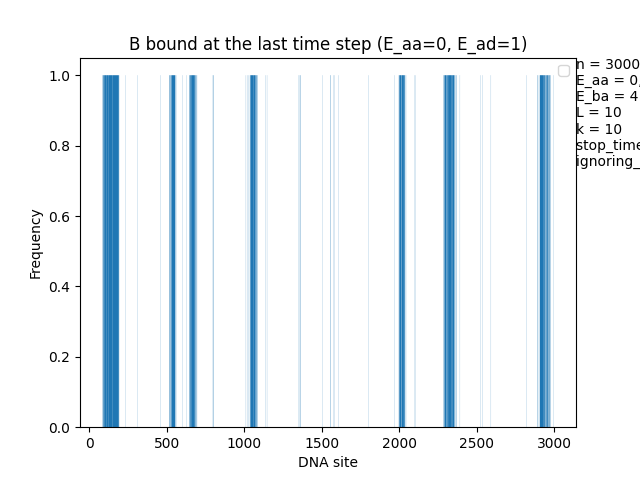 B bound at the last time step (E_aa=0, E_ad=1)
n = 3000
E_aa = 0,
E_ba = 4
L = 10
k = 10
stop_time
ignoring_
1.0
0.8
0.6
0.4
0.2
0.0
Frequency
0
500
1000
1500
2000
2500
3000
DNA site